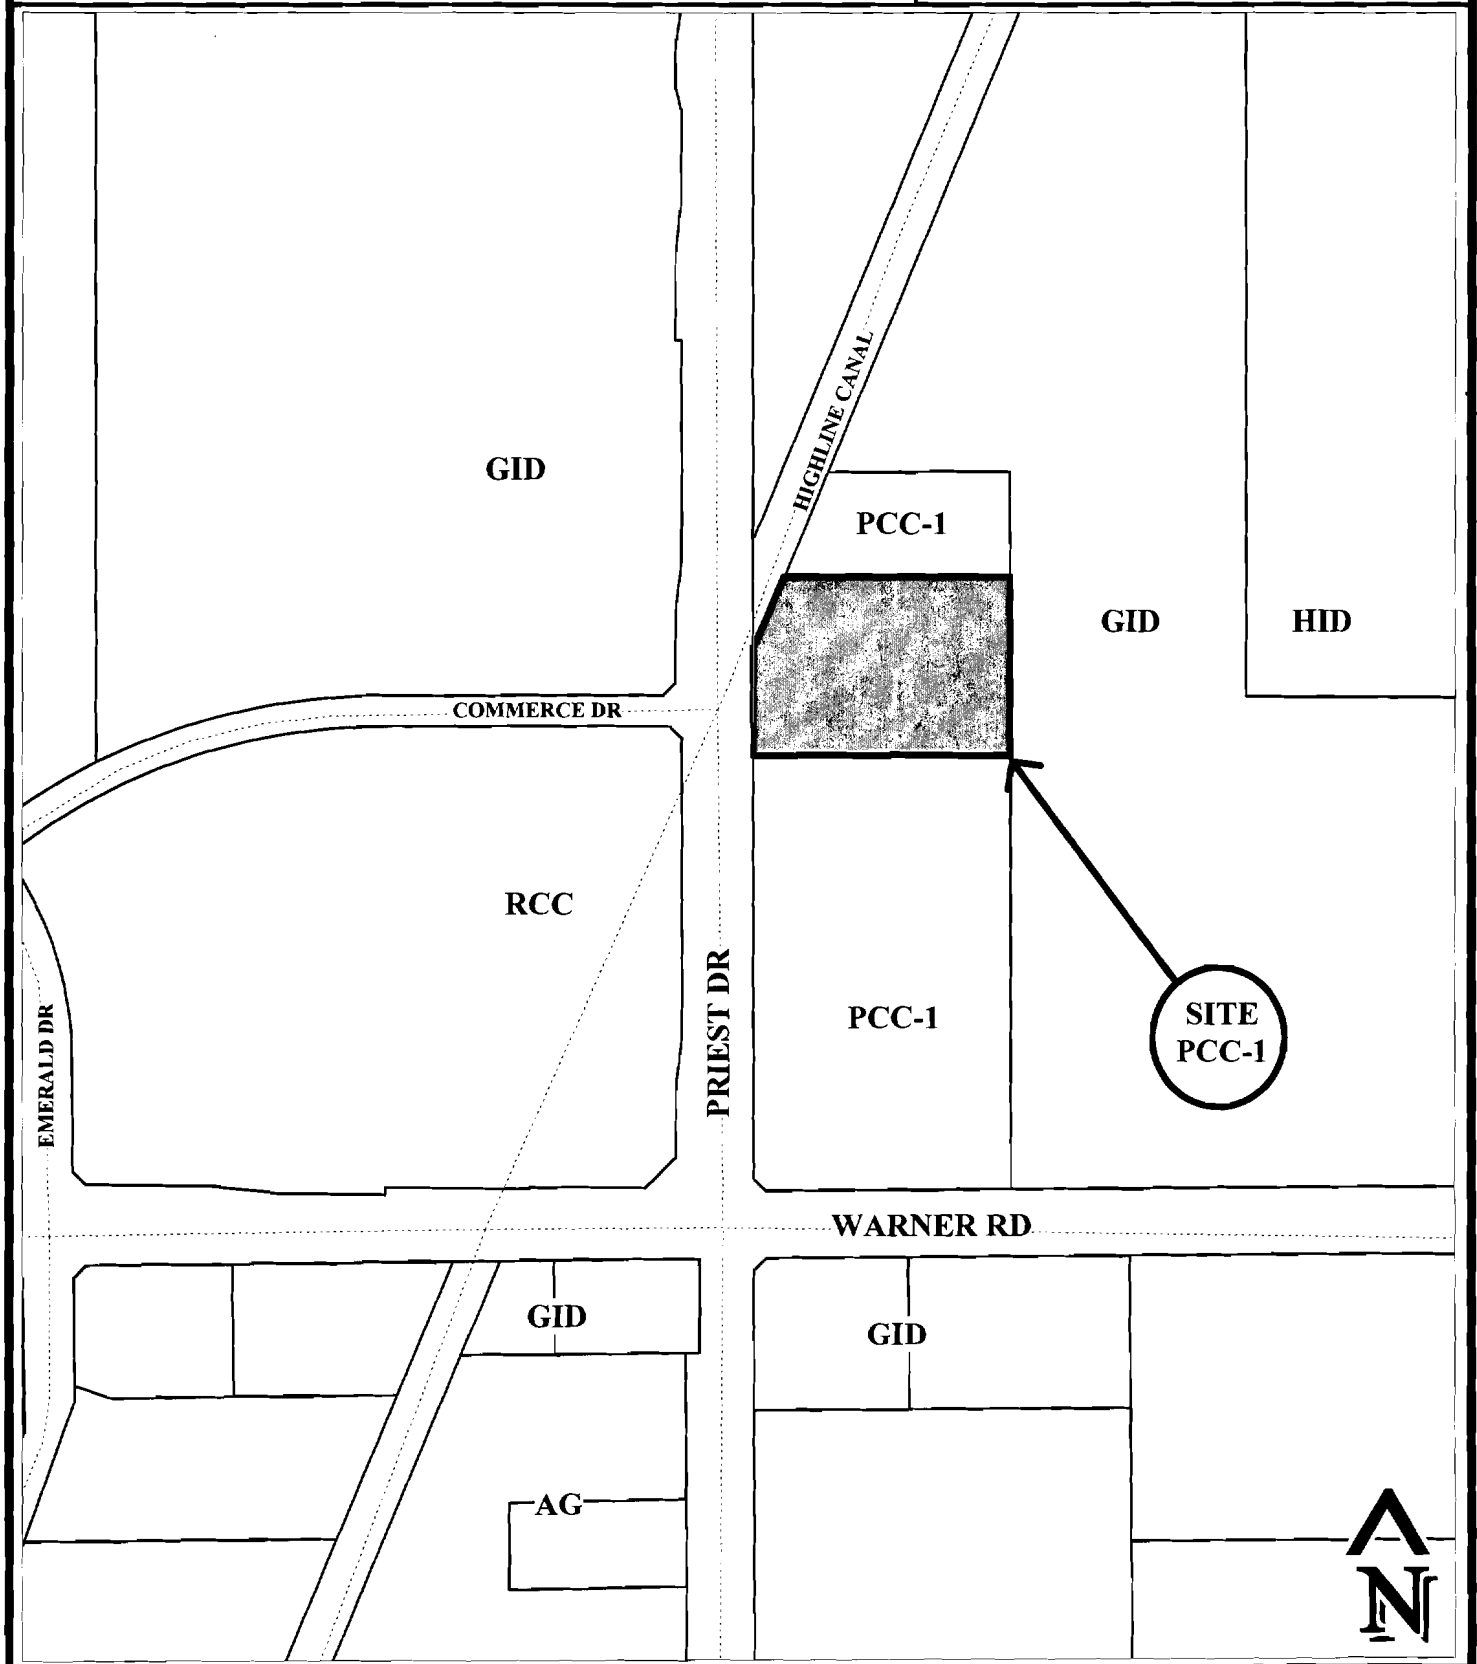 HIGHLINE CANAL
GID
PCC-1
GID
HID
COMMERCE DR
RCC
PRIEST DR
PCC-1
SITE
PCC-1
EMERALD DR
WARNER RD
GID
GID
AG
N